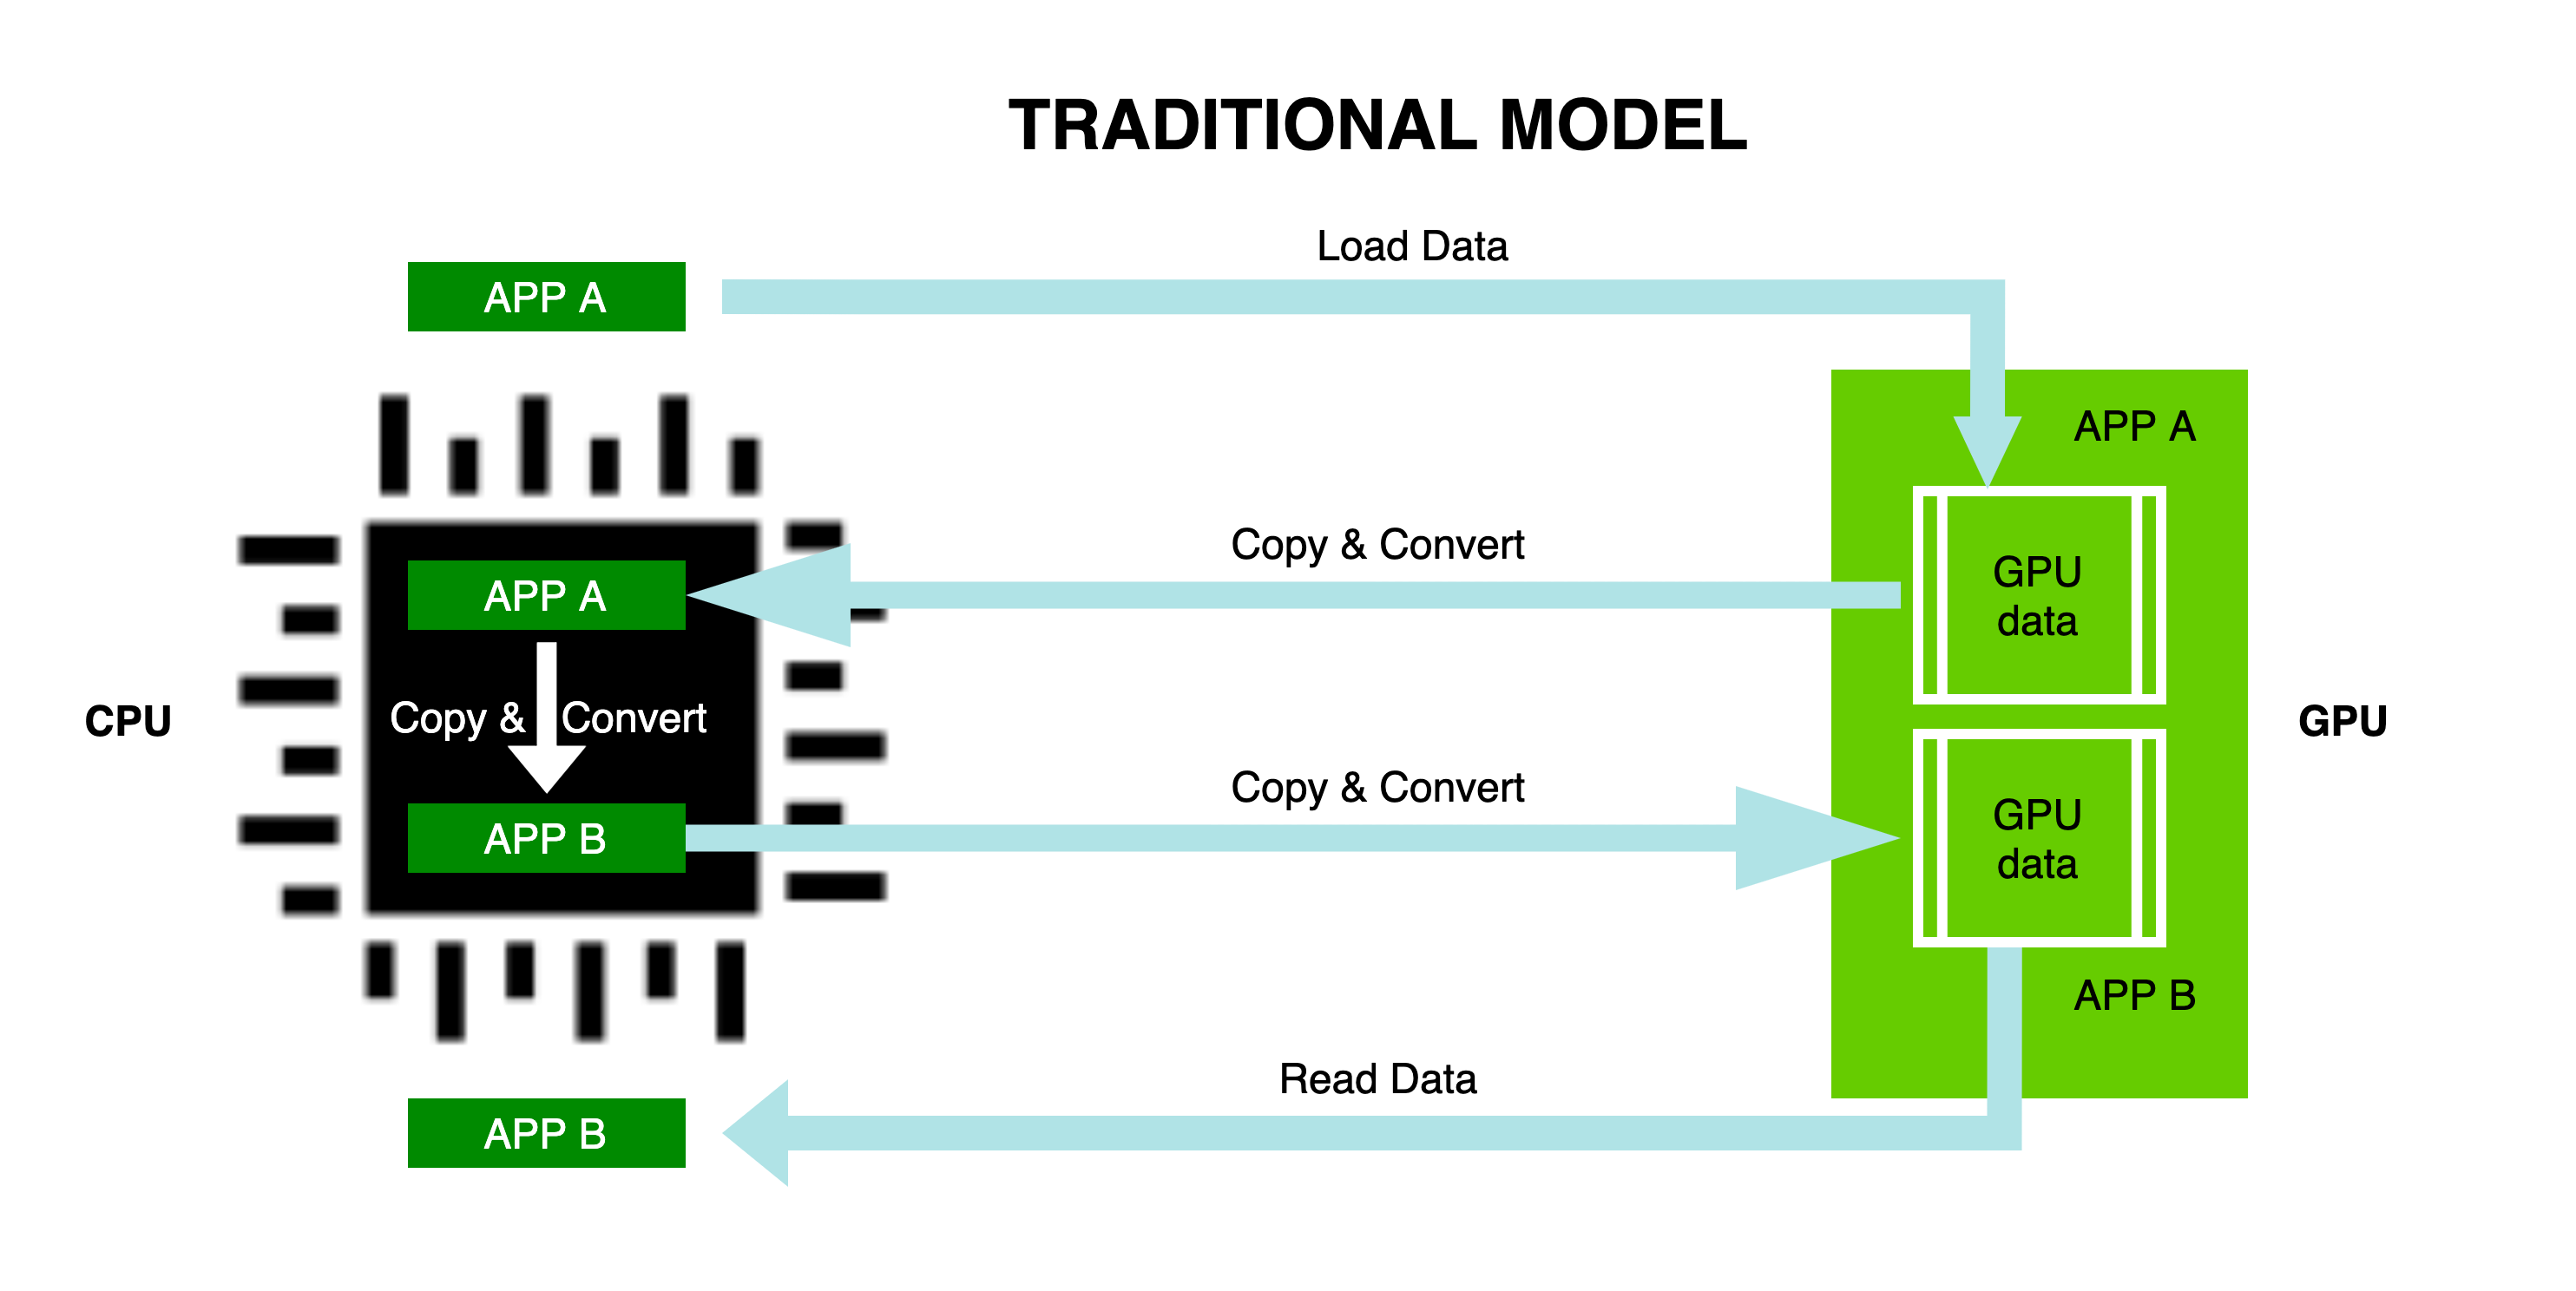 TRADITIONAL MODEL
Load Data
APP A
APP A
Copy & Convert
GPU
data
APP A
Copy & Convert
CPU
GPU
Copy & Convert
GPU
data
APP B
APP B
Read Data
APP B